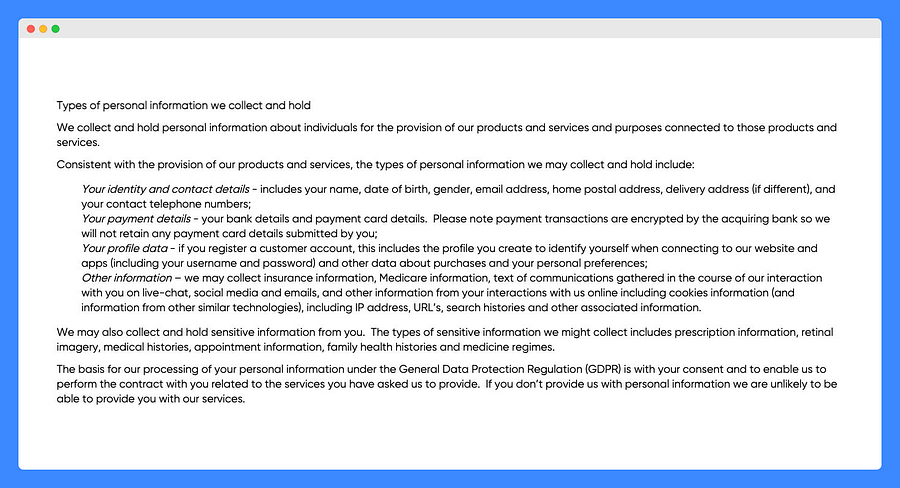 Types of personal information we collect and hold
We collect and hold personal information about individuals for the provision of our products and services and purposes connected to those products and
services.
Consistent with the provision of our products and services, the types of personal information we may collect and hold include:
Your identity and contact details - includes your name, date of birth, gender, email address, home postal address, delivery address (if different), and
your contact telephone numbers;
Your payment details - your bank details and payment card details.  Please note payment transactions are encrypted by the acquiring bank so we
will not retain any payment card details submitted by you;
Your profile data - if you register a customer account, this includes the profile you create to identify yourself when connecting to our website and
apps (including your username and password) and other data about purchases and your personal preferences;
Other information – we may collect insurance information, Medicare information, text of communications gathered in the course of our interaction
with you on live-chat, social media and emails, and other information from your interactions with us online including cookies information (and
information from other similar technologies), including IP address, URL's, search histories and other associated information.
We may also collect and hold sensitive information from you.  The types of sensitive information we might collect includes prescription information, retinal
imagery, medical histories, appointment information, family health histories and medicine regimes.
The basis for our processing of your personal information under the General Data Protection Regulation (GDPR) is with your consent and to enable us to
perform the contract with you related to the services you have asked us to provide.  If you don't provide us with personal information we are unlikely to be
able to provide you with our services.